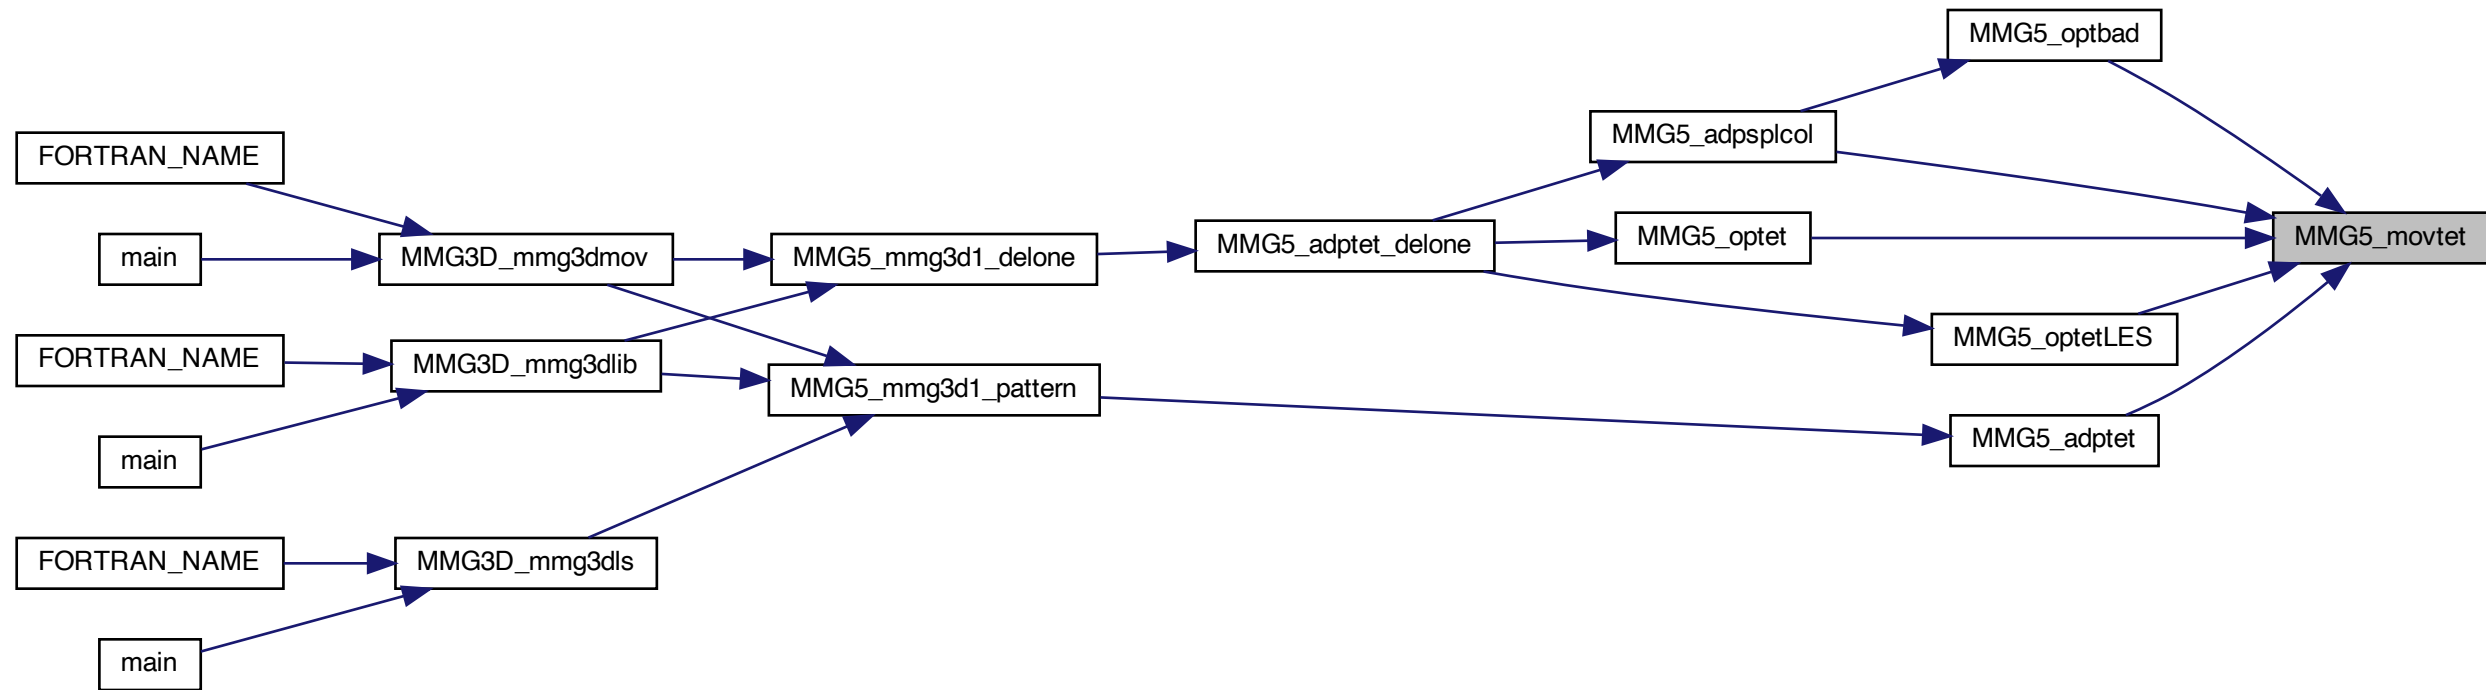 MMG5_optbad
MMG5_adpsplcol
FORTRAN_NAME
MMG5_movtet
MMG5_optet
MMG5_adptet_delone
MMG5_mmg3d1_delone
MMG3D_mmg3dmov
main
MMG5_optetLES
FORTRAN_NAME
MMG3D_mmg3dlib
MMG5_mmg3d1_pattern
MMG5_adptet
main
FORTRAN_NAME
MMG3D_mmg3dls
main